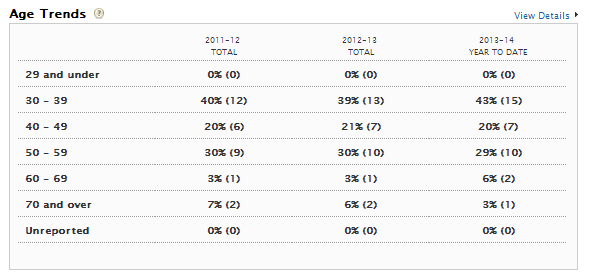 Age Trends ?
View Details
2011-12 TOTAL 2012-13 TOTAL 2013-14 YEAR TO DATE
29 and under 0% (0) 0% (0) 0% (0)
30 - 39 40% (12) 39% (13) 43% (15)
40 - 49 20% (6) 21% (7) 20% (7)
50 - 59 30% (9) 30% (10) 29% (10)
60 - 69 3% (1) 3% (1) 6% (2)
70 and over 7% (2) 6% (2) 3% (1)
Unreported 0% (0) 0% (0) 0% (0)